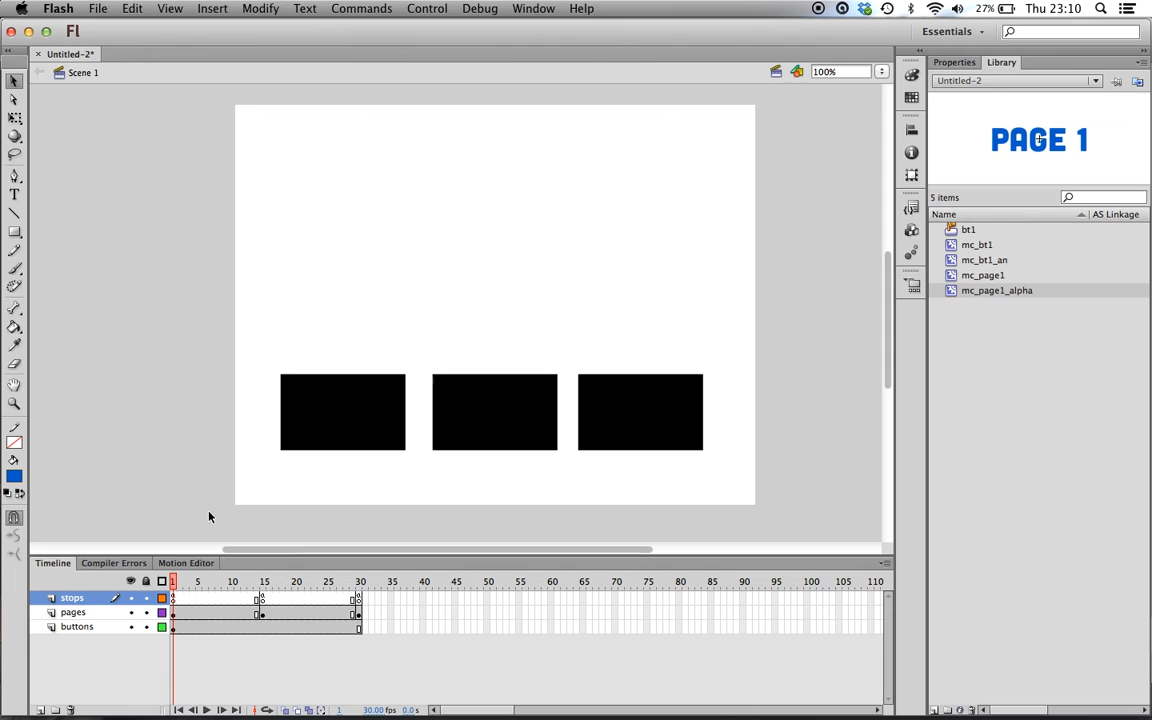 Flash File Edit View Insert Modify Text Commands Control Debug Window Help 27% Thu 23:10
Fl Essentials
Untitled-2*
Scene 1 100%
Properties Library
Untitled-2
PAGE 1
5 items
Name AS Linkage
bt1
mc_bt1
mc_bt1_an
mc_page1
mc_page1_alpha
Timeline Compiler Errors Motion Editor
1 5 10 15 20 25 30 35 40 45 50 55 60 65 70 75 80 85 90 95 100 105 110
stops
pages
buttons
1 30.00 fps 0.0 s